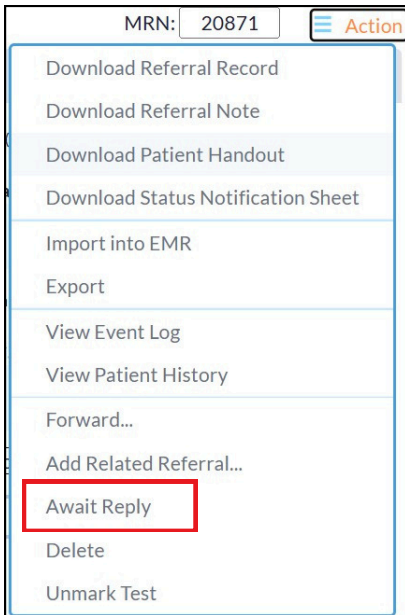 MRN: 20871 Action
Download Referral Record
Download Referral Note
Download Patient Handout
Download Status Notification Sheet
Import into EMR
Export
View Event Log
View Patient History
Forward...
Add Related Referral...
Await Reply
Delete
Unmark Test